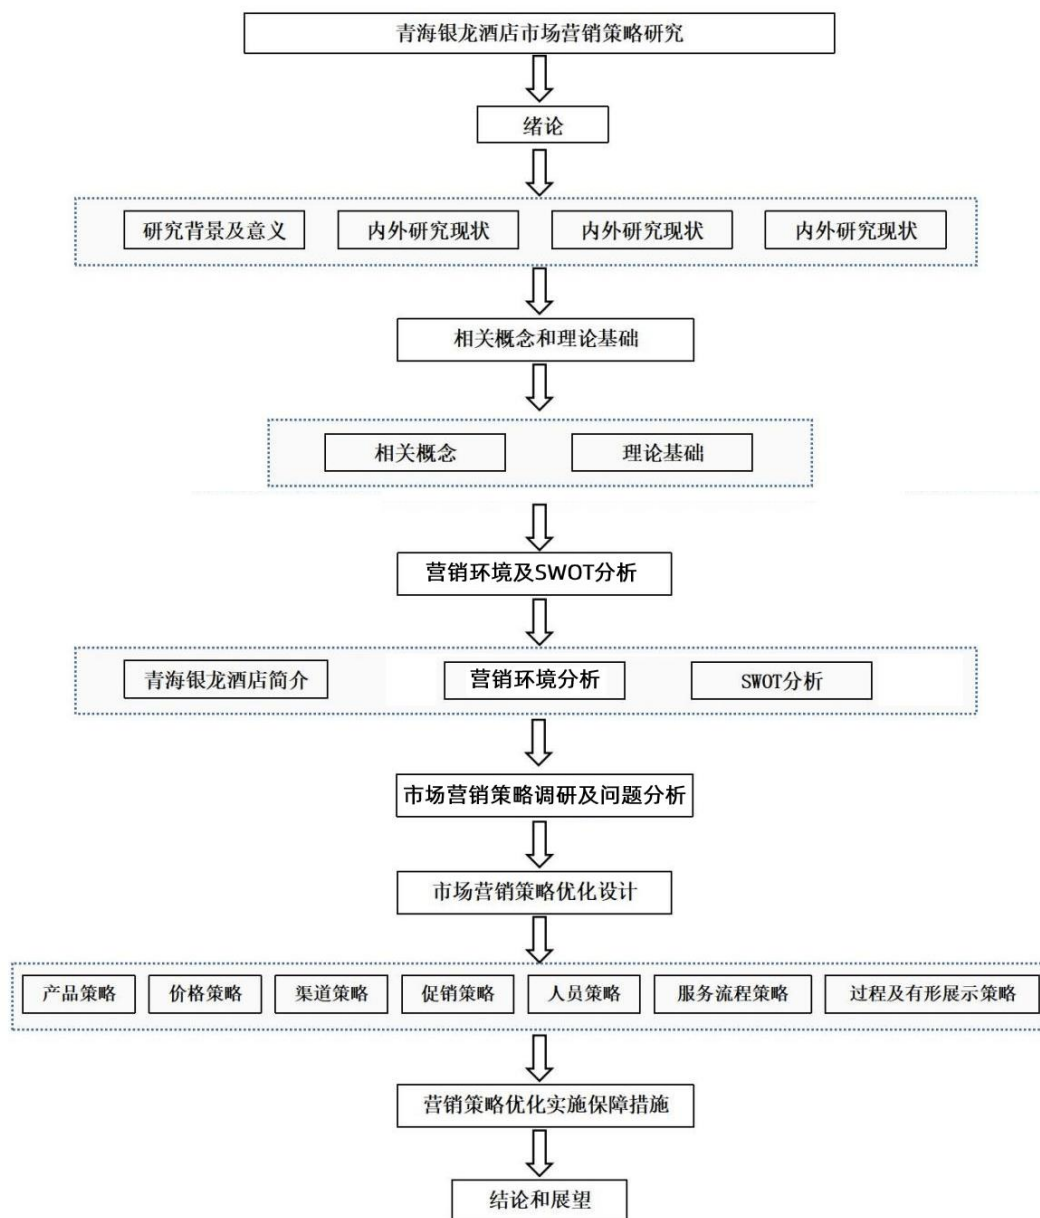 青海银龙酒店市场营销策略研究
绪论
研究背景及意义 内外研究现状 内外研究现状 内外研究现状
相关概念和理论基础
相关概念 理论基础
营销环境及SWOT分析
青海银龙酒店简介 营销环境分析 SWOT分析
市场营销策略调研及问题分析
市场营销策略优化设计
产品策略 价格策略 渠道策略 促销策略 人员策略 服务流程策略 过程及有形展示策略
营销策略优化实施保障措施
结论和展望